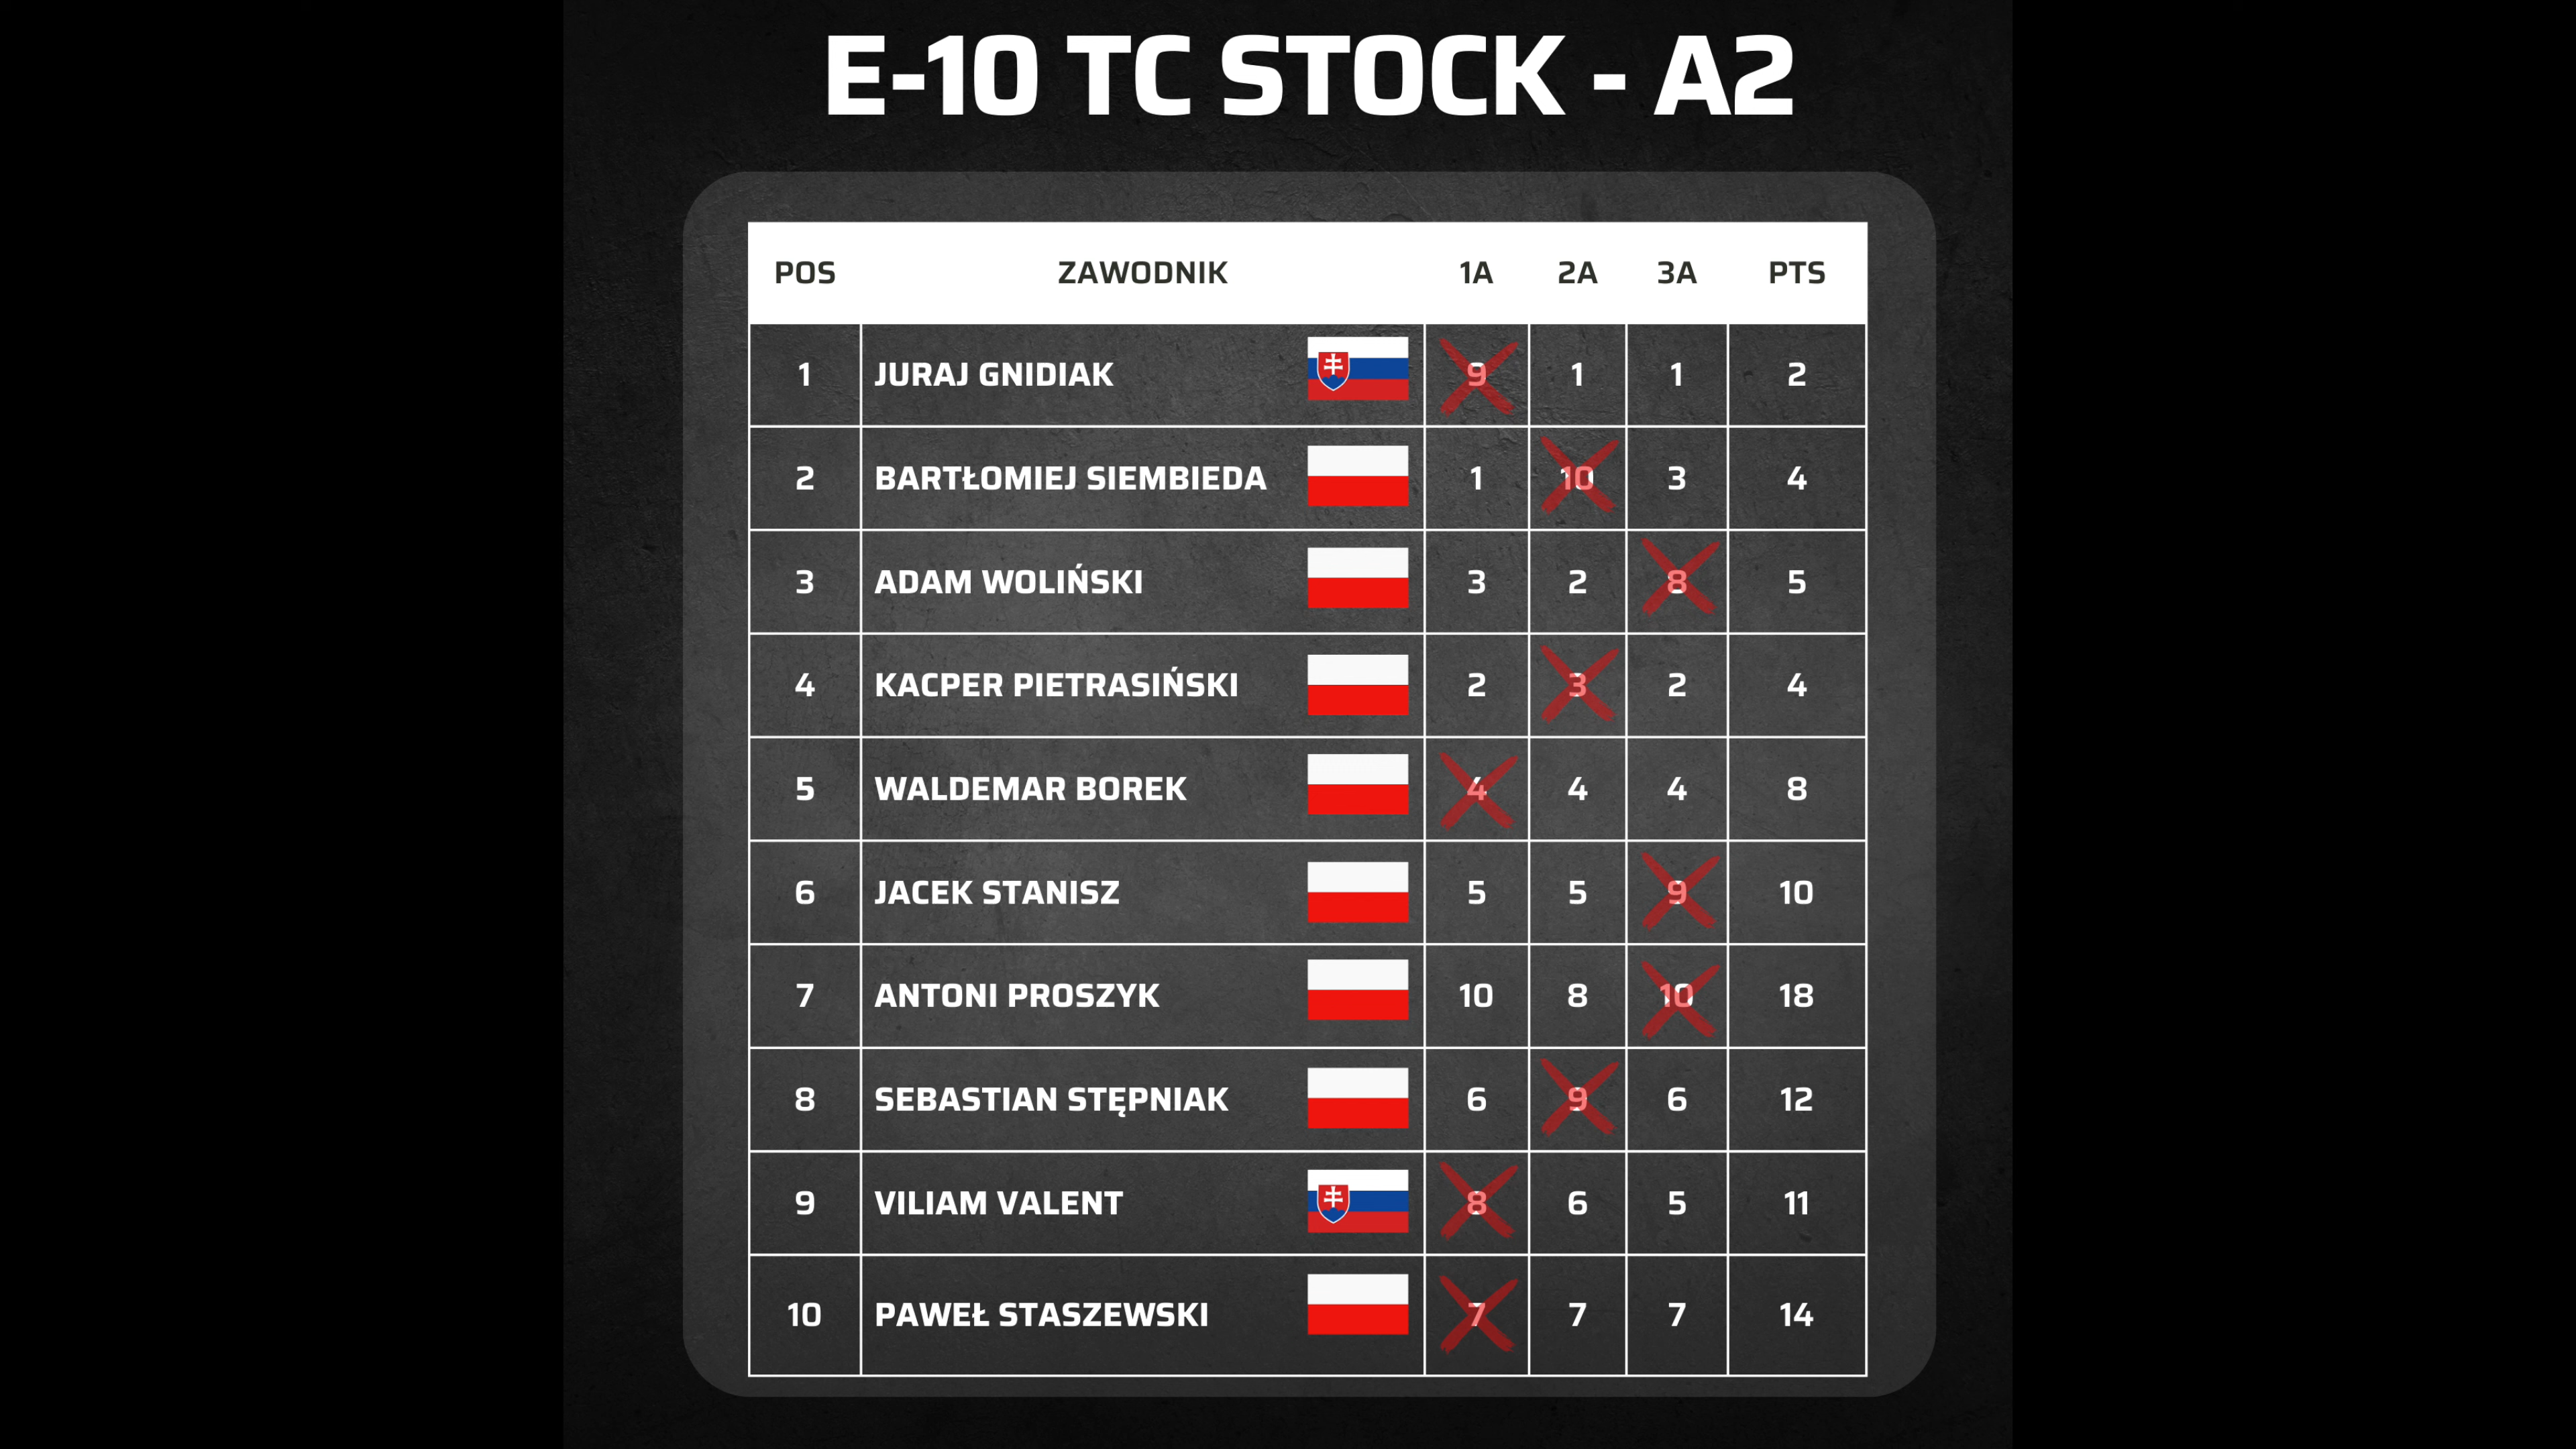 E-10 TC STOCK - A2
POS ZAWODNIK 1A 2A 3A PTS
1 JURAJ GNIDIAK 9 1 1 2
2 BARTŁOMIEJ SIEMBIEDA 1 10 3 4
3 ADAM WOLIŃSKI 3 2 8 5
4 KACPER PIETRASIŃSKI 2 3 2 4
5 WALDEMAR BOREK 4 4 4 8
6 JACEK STANISZ 5 5 9 10
7 ANTONI PROSZYK 10 8 10 18
8 SEBASTIAN STĘPNIAK 6 9 6 12
9 VILIAM VALENT 8 6 5 11
10 PAWEŁ STASZEWSKI 7 7 7 14